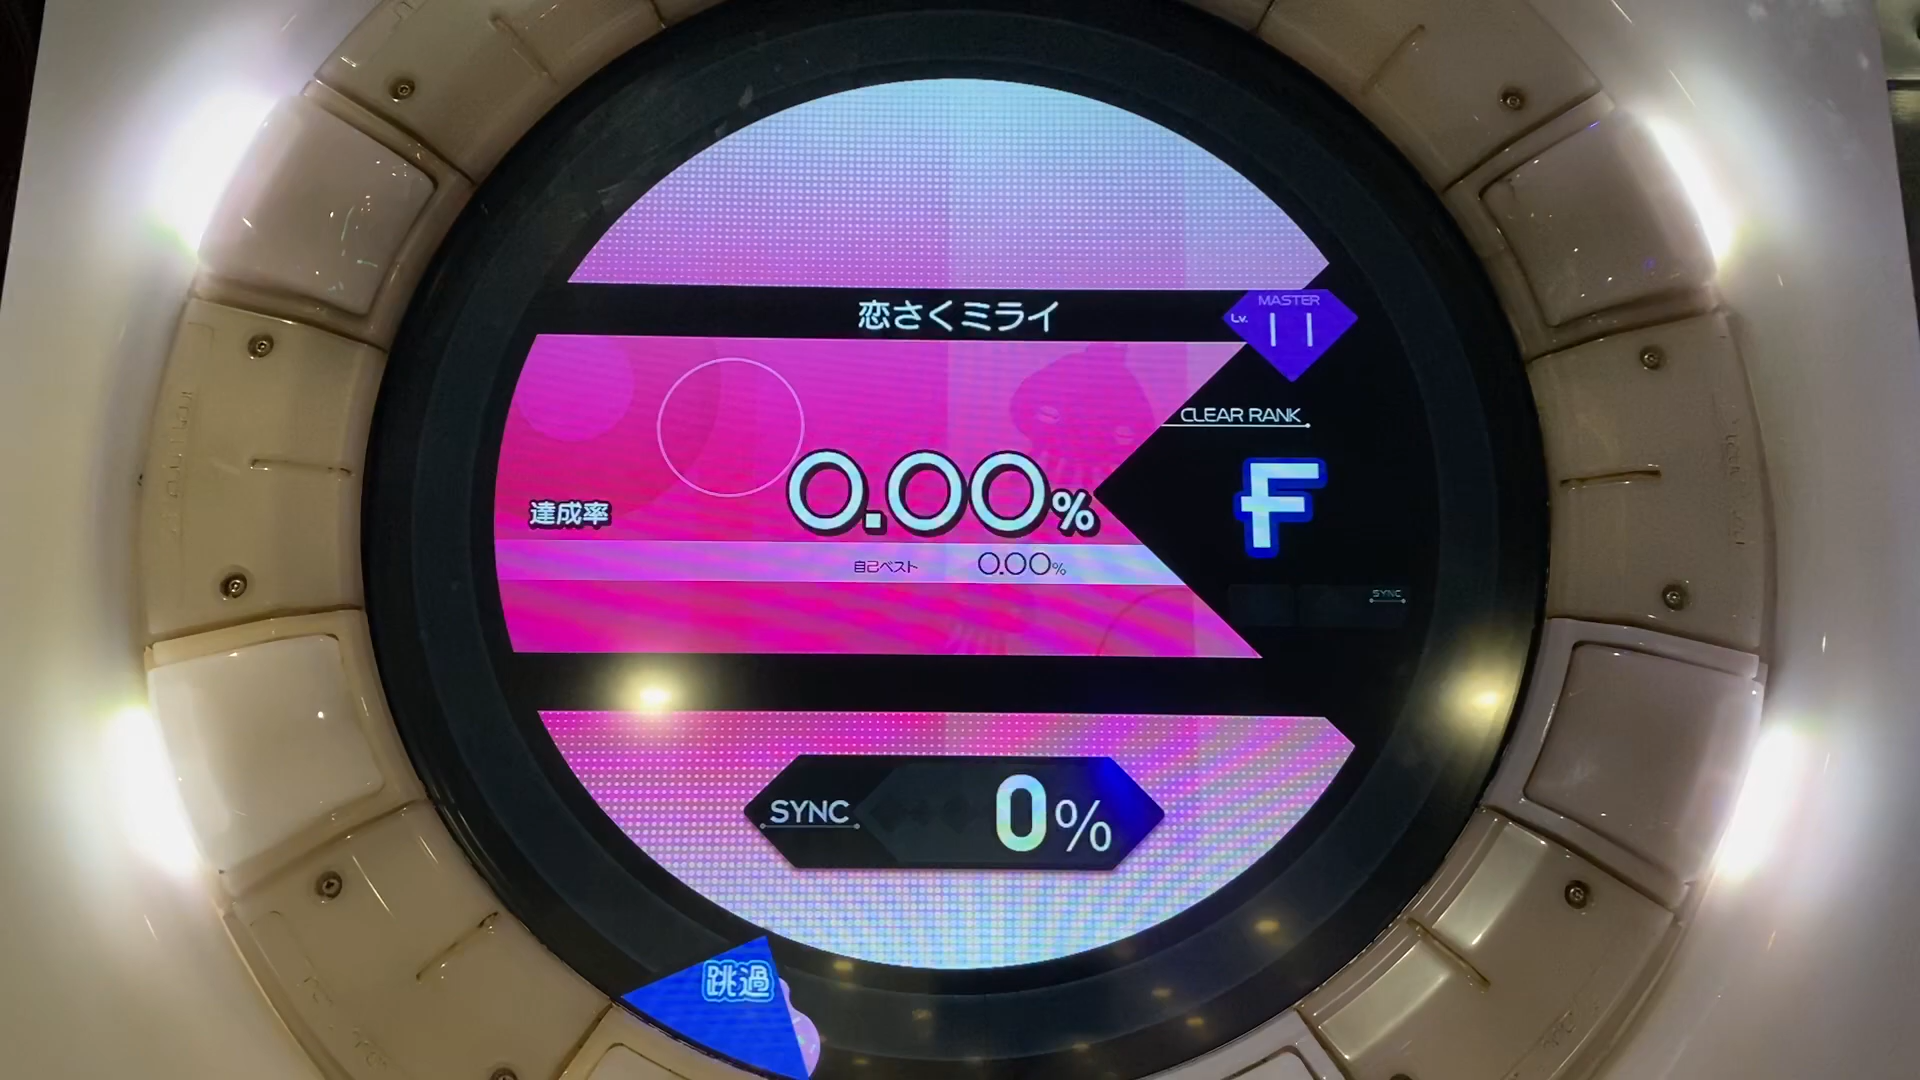 恋さくミライ
MASTER
Lv. 11
CLEAR RANK
F
達成率 0.00%
自己ベスト 0.00%
SYNC
SYNC 0%
跳過